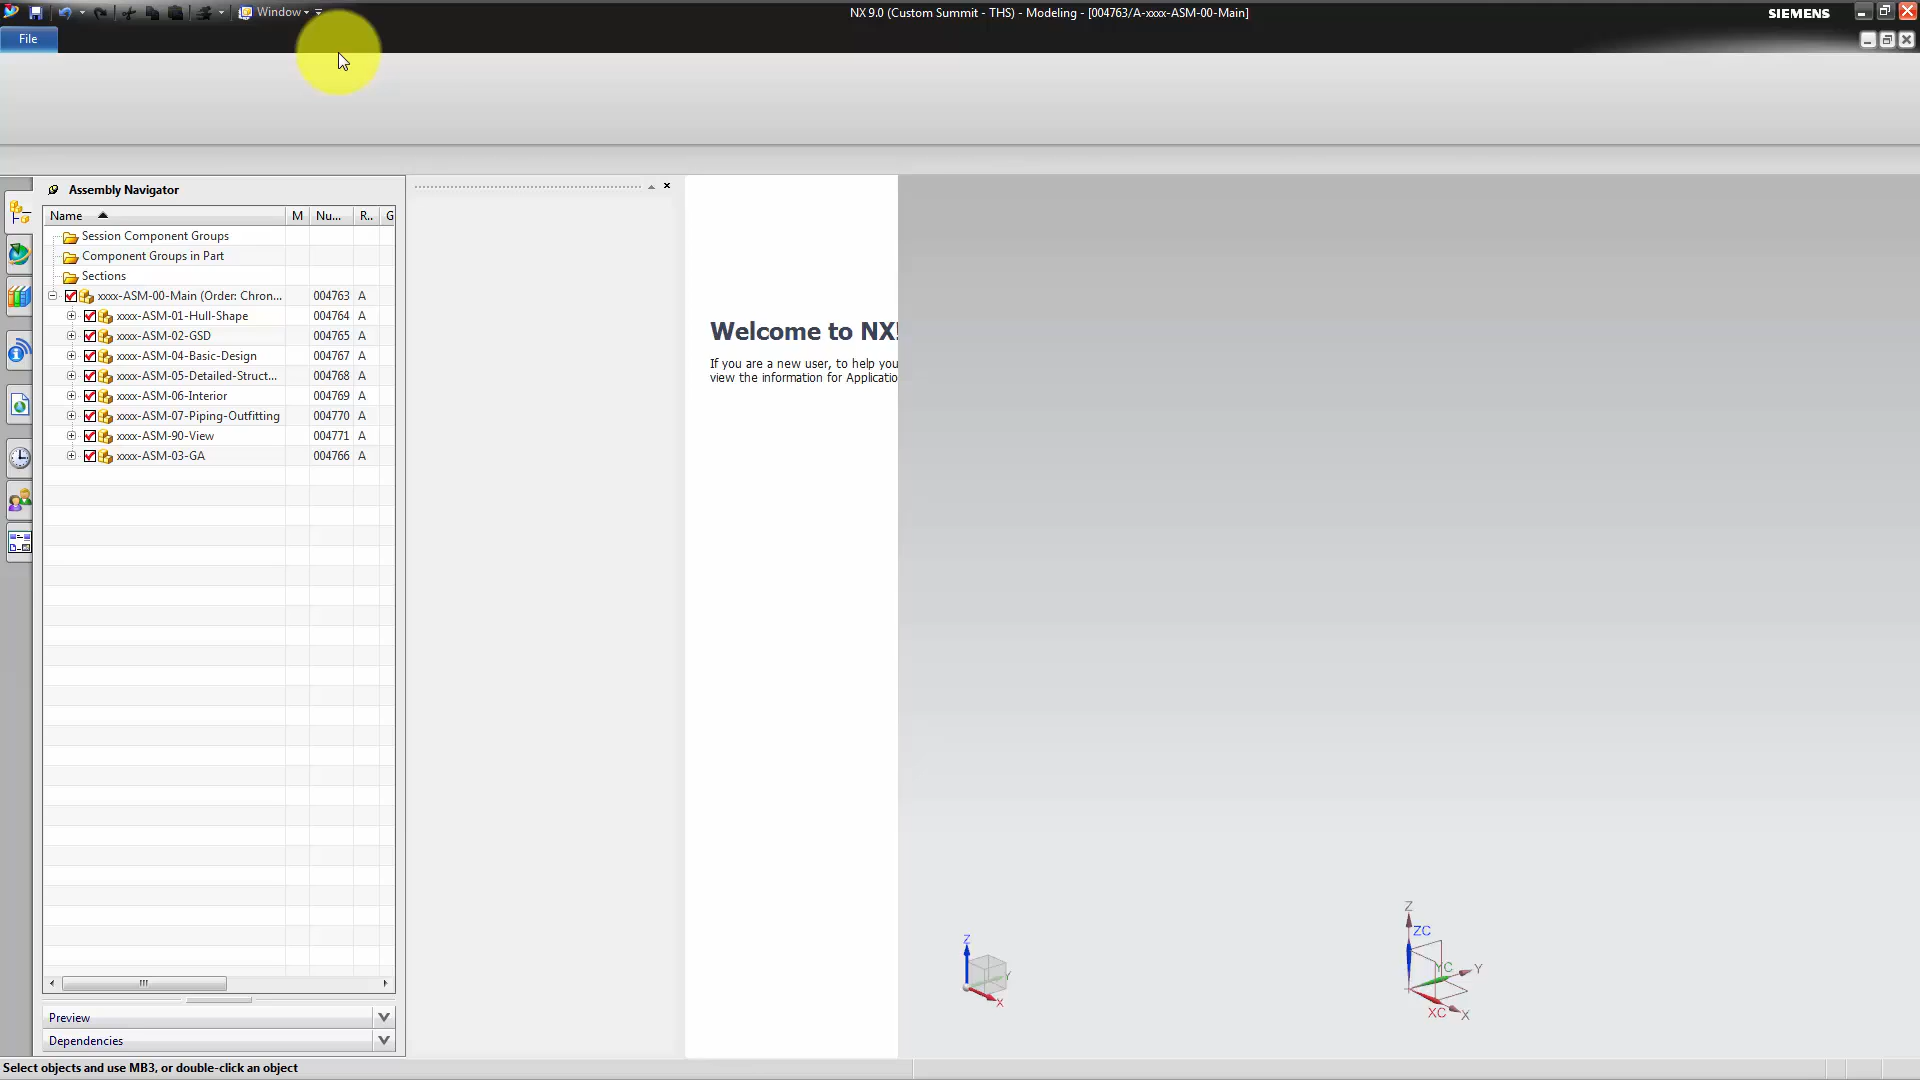 Window
NX 9.0 (Custom Summit - THS) - Modeling - [004763/A-xxxx-ASM-00-Main]
SIEMENS
File
Assembly Navigator
Name M Nu... R.. G
Session Component Groups
Component Groups in Part
Sections
xxxx-ASM-00-Main (Order: Chron... 004763 A
xxxx-ASM-01-Hull-Shape 004764 A
xxxx-ASM-02-GSD 004765 A
xxxx-ASM-04-Basic-Design 004767 A
xxxx-ASM-05-Detailed-Struct... 004768 A
xxxx-ASM-06-Interior 004769 A
xxxx-ASM-07-Piping-Outfitting 004770 A
xxxx-ASM-90-View 004771 A
xxxx-ASM-03-GA 004766 A
Welcome to NX!
If you are a new user, to help you
view the information for Applicatio
Z
Y
X
Z
ZC
YC
Y
XC
X
Preview
Dependencies
Select objects and use MB3, or double-click an object